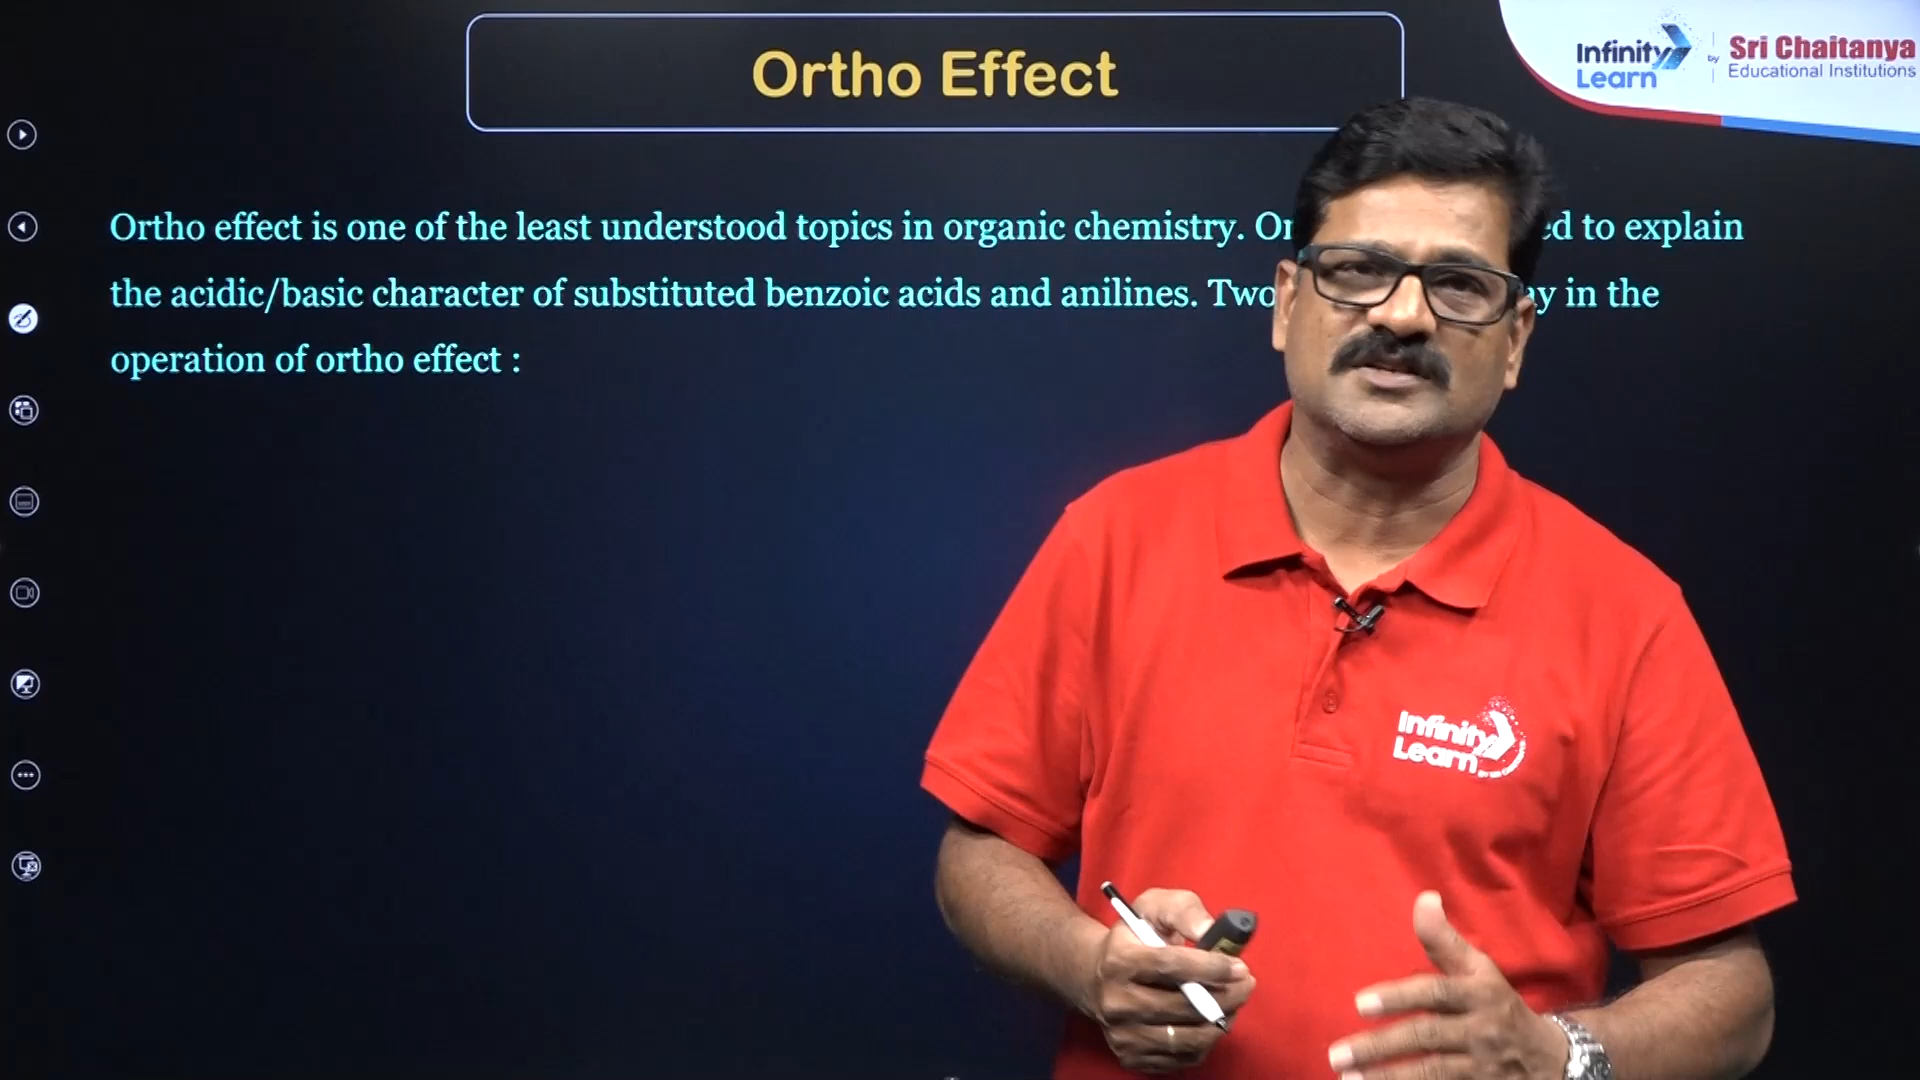 Ortho Effect
Infinity Learn by Sri Chaitanya Educational Institutions
Ortho effect is one of the least understood topics in organic chemistry. to explain
the acidic/basic character of substituted benzoic acids and anilines. Two in the
operation of ortho effect :
Infinity
Learn